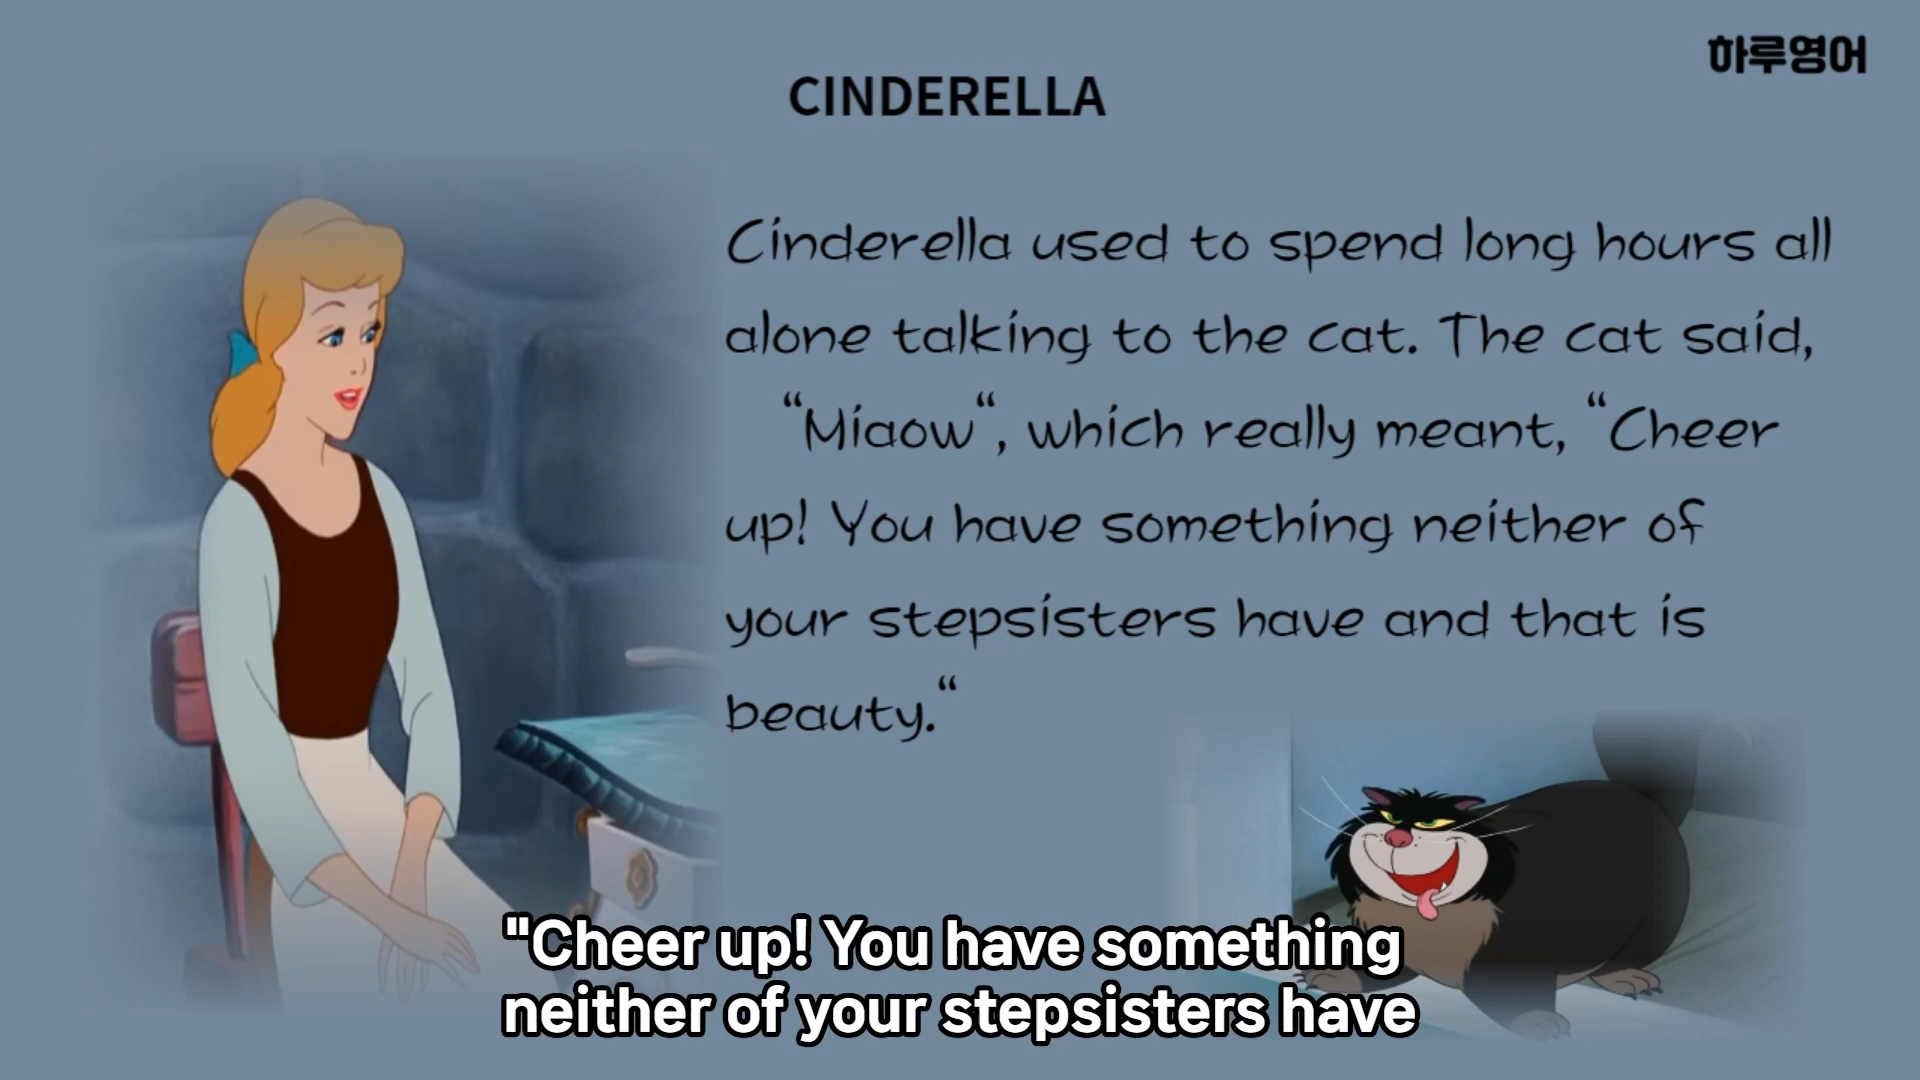 하루영어
CINDERELLA
Cinderella used to spend long hours all
alone talking to the cat. The cat said,
“Miaow“, which really meant, “Cheer
up! You have something neither of
your stepsisters have and that is
beauty.“
"Cheer up! You have something
neither of your stepsisters have